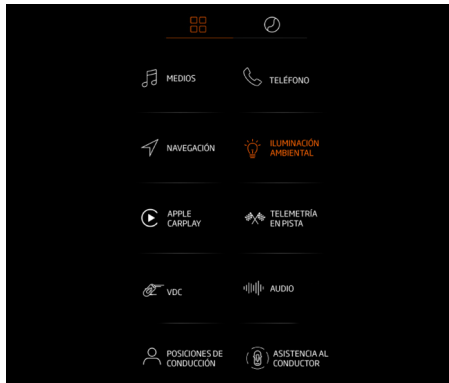 MEDIOS
TELÉFONO
NAVEGACIÓN
ILUMINACIÓN
AMBIENTAL
APPLE
CARPLAY
TELEMETRÍA
EN PISTA
VDC
AUDIO
POSICIONES DE
CONDUCCIÓN
ASISTENCIA AL
CONDUCTOR